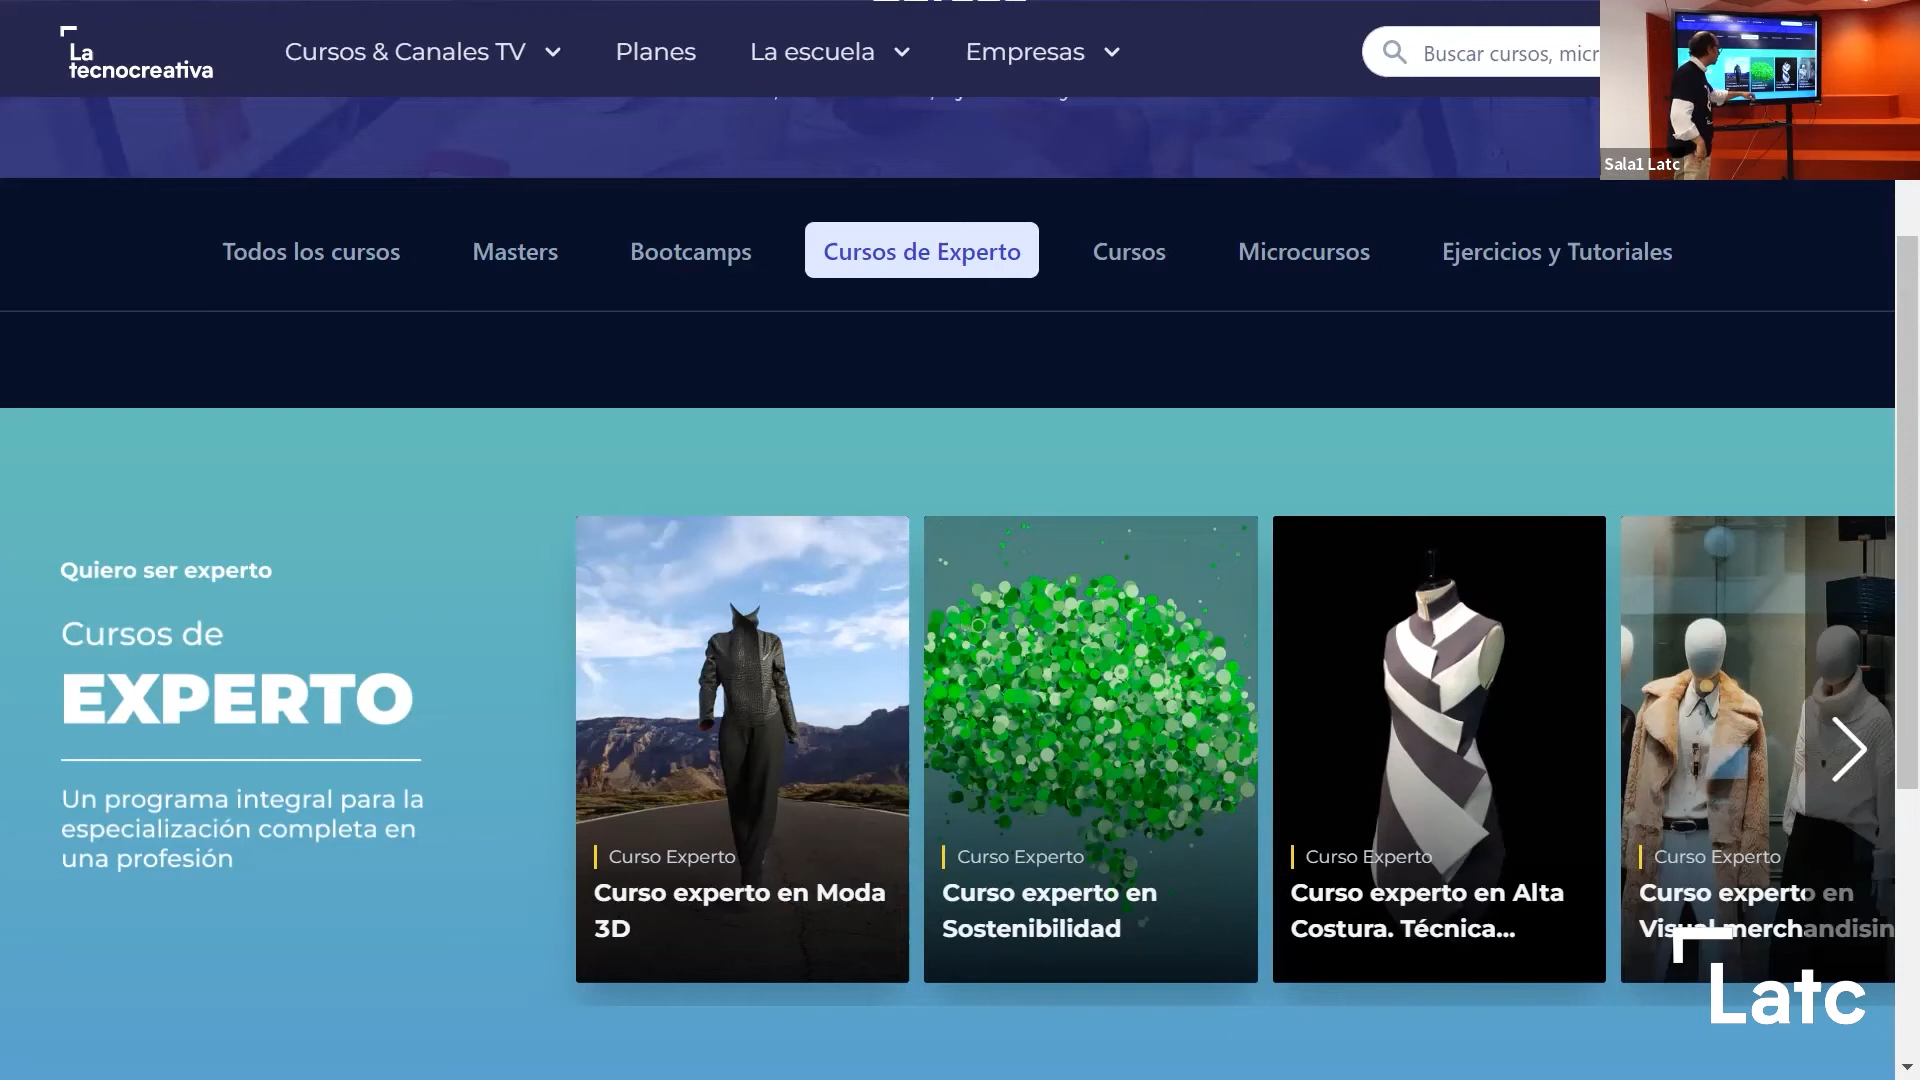 La
tecnocreativa
Cursos & Canales TV
Planes
La escuela
Empresas
Buscar cursos, micr
Sala1 Latc
Todos los cursos
Masters
Bootcamps
Cursos de Experto
Cursos
Microcursos
Ejercicios y Tutoriales
Quiero ser experto
Cursos de
EXPERTO
Un programa integral para la
especialización completa en
una profesión
Curso Experto
Curso experto en Moda
3D
Curso Experto
Curso experto en
Sostenibilidad
Curso Experto
Curso experto en Alta
Costura. Técnica...
Curso Experto
Curso experto en
Visual merchandisin
Latc